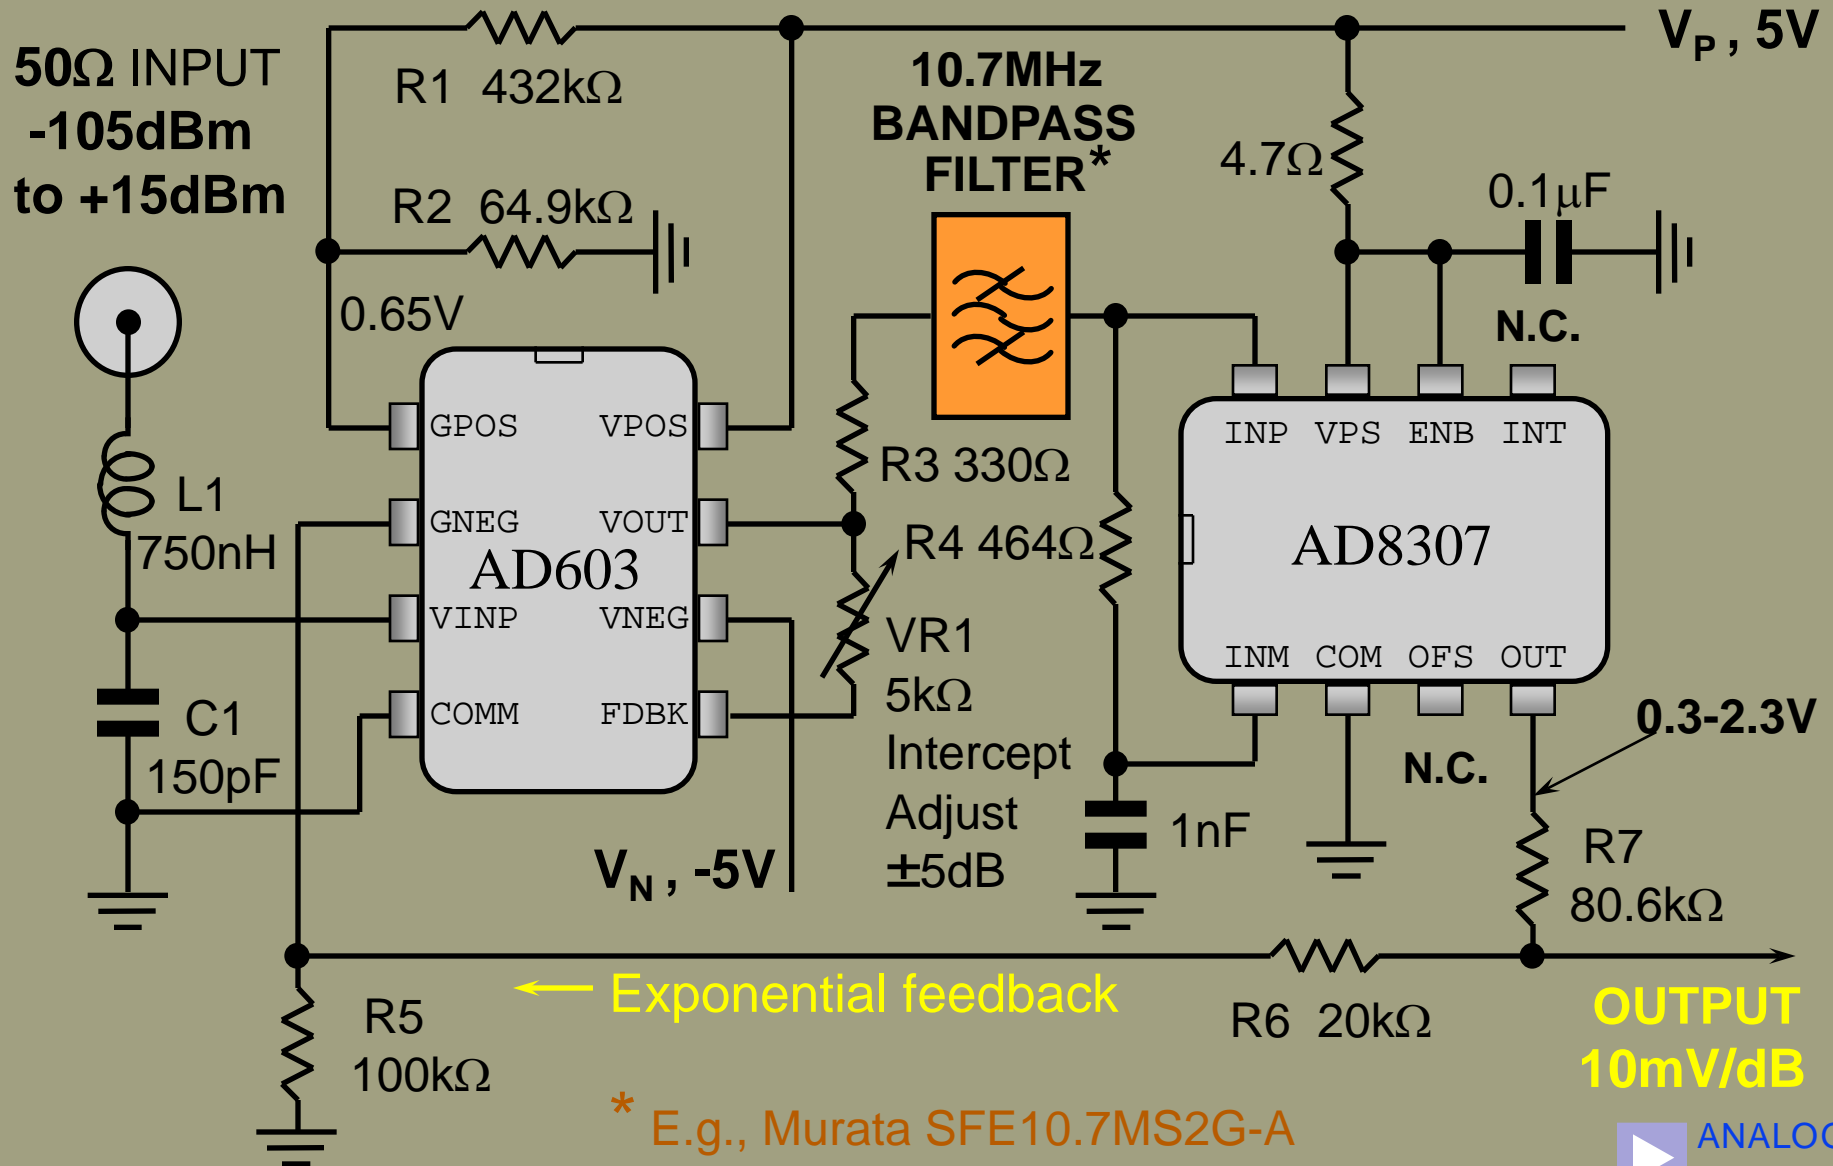 50Ω INPUT
-105dBm
to +15dBm
R1 432kΩ
R2 64.9kΩ
0.65V
10.7MHz
BANDPASS
FILTER*
V_P , 5V
4.7Ω
0.1μF
N.C.
L1
750nH
C1
150pF
GPOS VPOS
GNEG VOUT
AD603
VINP VNEG
COMM FDBK
V_N , -5V
R3 330Ω
R4 464Ω
VR1
5kΩ
Intercept
Adjust
±5dB
1nF
INP VPS ENB INT
AD8307
INM COM OFS OUT
N.C.
0.3-2.3V
R7
80.6kΩ
Exponential feedback
R6 20kΩ
R5
100kΩ
OUTPUT
10mV/dB
* E.g., Murata SFE10.7MS2G-A
ANALOG